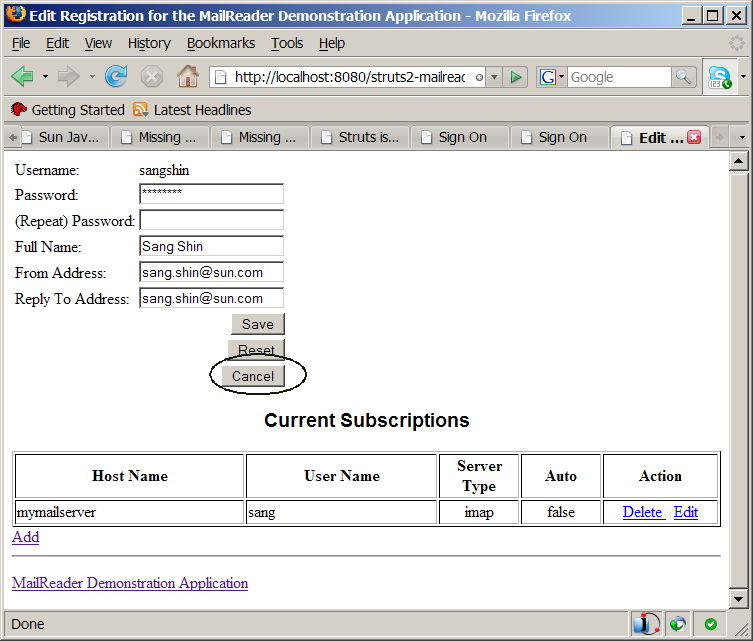 Edit Registration for the MailReader Demonstration Application - Mozilla Firefox
File Edit View History Bookmarks Tools Help
http://localhost:8080/struts2-mailreac G Google
Getting Started Latest Headlines
Sun Jav... Missing ... Missing ... Struts is... Sign On Sign On Edit ...
Username: sangshin
Password: ********
(Repeat) Password:
Full Name: Sang Shin
From Address: sang.shin@sun.com
Reply To Address: sang.shin@sun.com
Save
Reset
Cancel
Current Subscriptions
Host Name User Name Server Type Auto Action
mymailserver sang imap false Delete Edit
Add
MailReader Demonstration Application
Done